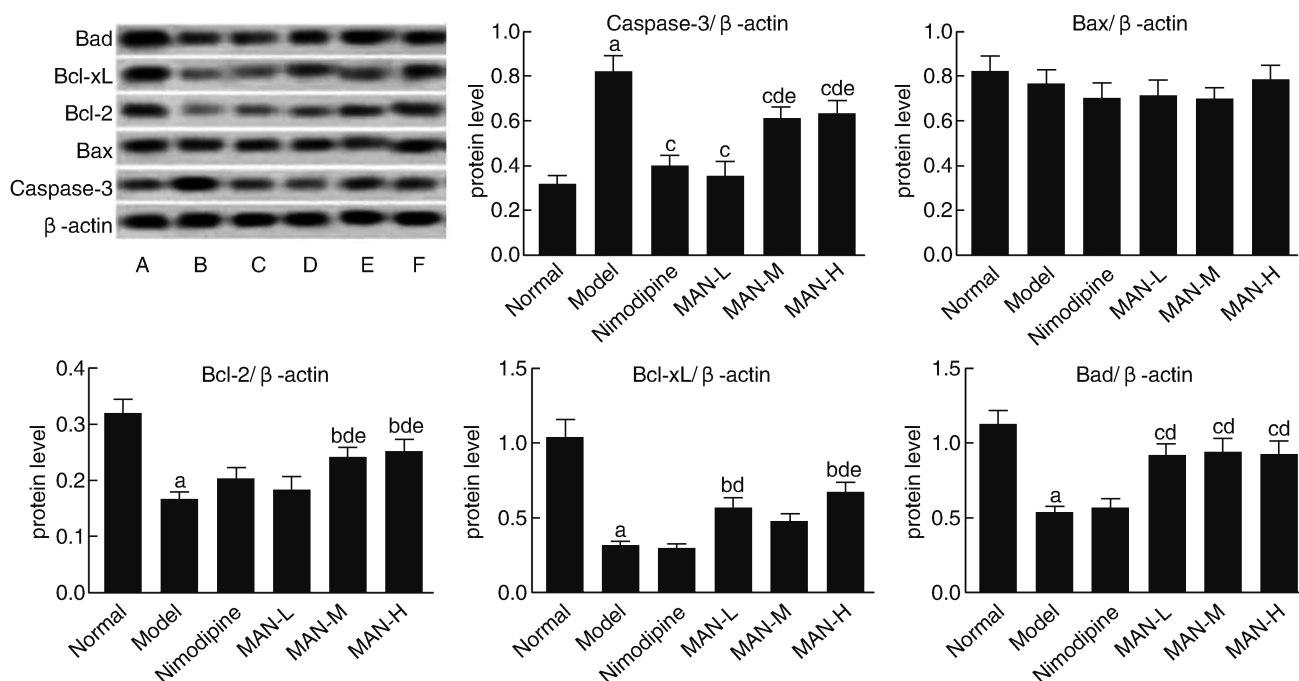 Bad
Bcl-xL
Bcl-2
Bax
Caspase-3
β-actin
A B C D E F
Caspase-3/β-actin
protein level
1.0
0.8
0.6
0.4
0.2
0.0
a
c
c
cde
cde
Normal
Model
Nimodipine
MAN-L
MAN-M
MAN-H
Bax/β-actin
protein level
1.0
0.8
0.6
0.4
0.2
0.0
Normal
Model
Nimodipine
MAN-L
MAN-M
MAN-H
Bcl-2/β-actin
protein level
0.4
0.3
0.2
0.1
0.0
a
bde
bde
Normal
Model
Nimodipine
MAN-L
MAN-M
MAN-H
Bcl-xL/β-actin
protein level
1.5
1.0
0.5
0.0
a
bd
bde
Normal
Model
Nimodipine
MAN-L
MAN-M
MAN-H
Bad/β-actin
protein level
1.5
1.0
0.5
0.0
a
cd
cd
cd
Normal
Model
Nimodipine
MAN-L
MAN-M
MAN-H